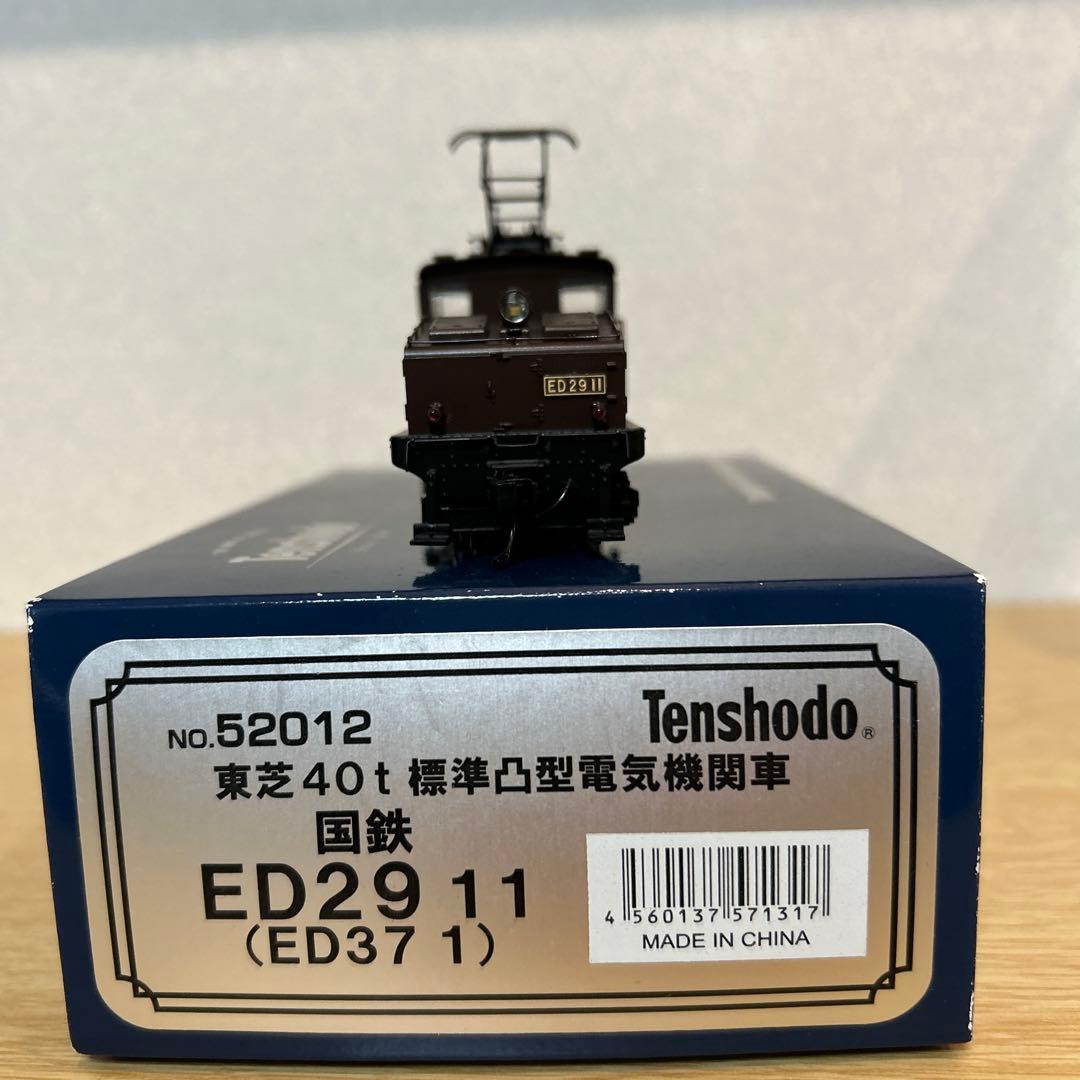 ED29 11
Tenshodo
NO.52012
Tenshodo®
東芝40t 標準凸型電気機関車
国鉄
ED29 11
(ED37 1)
4 560137 571317
MADE IN CHINA